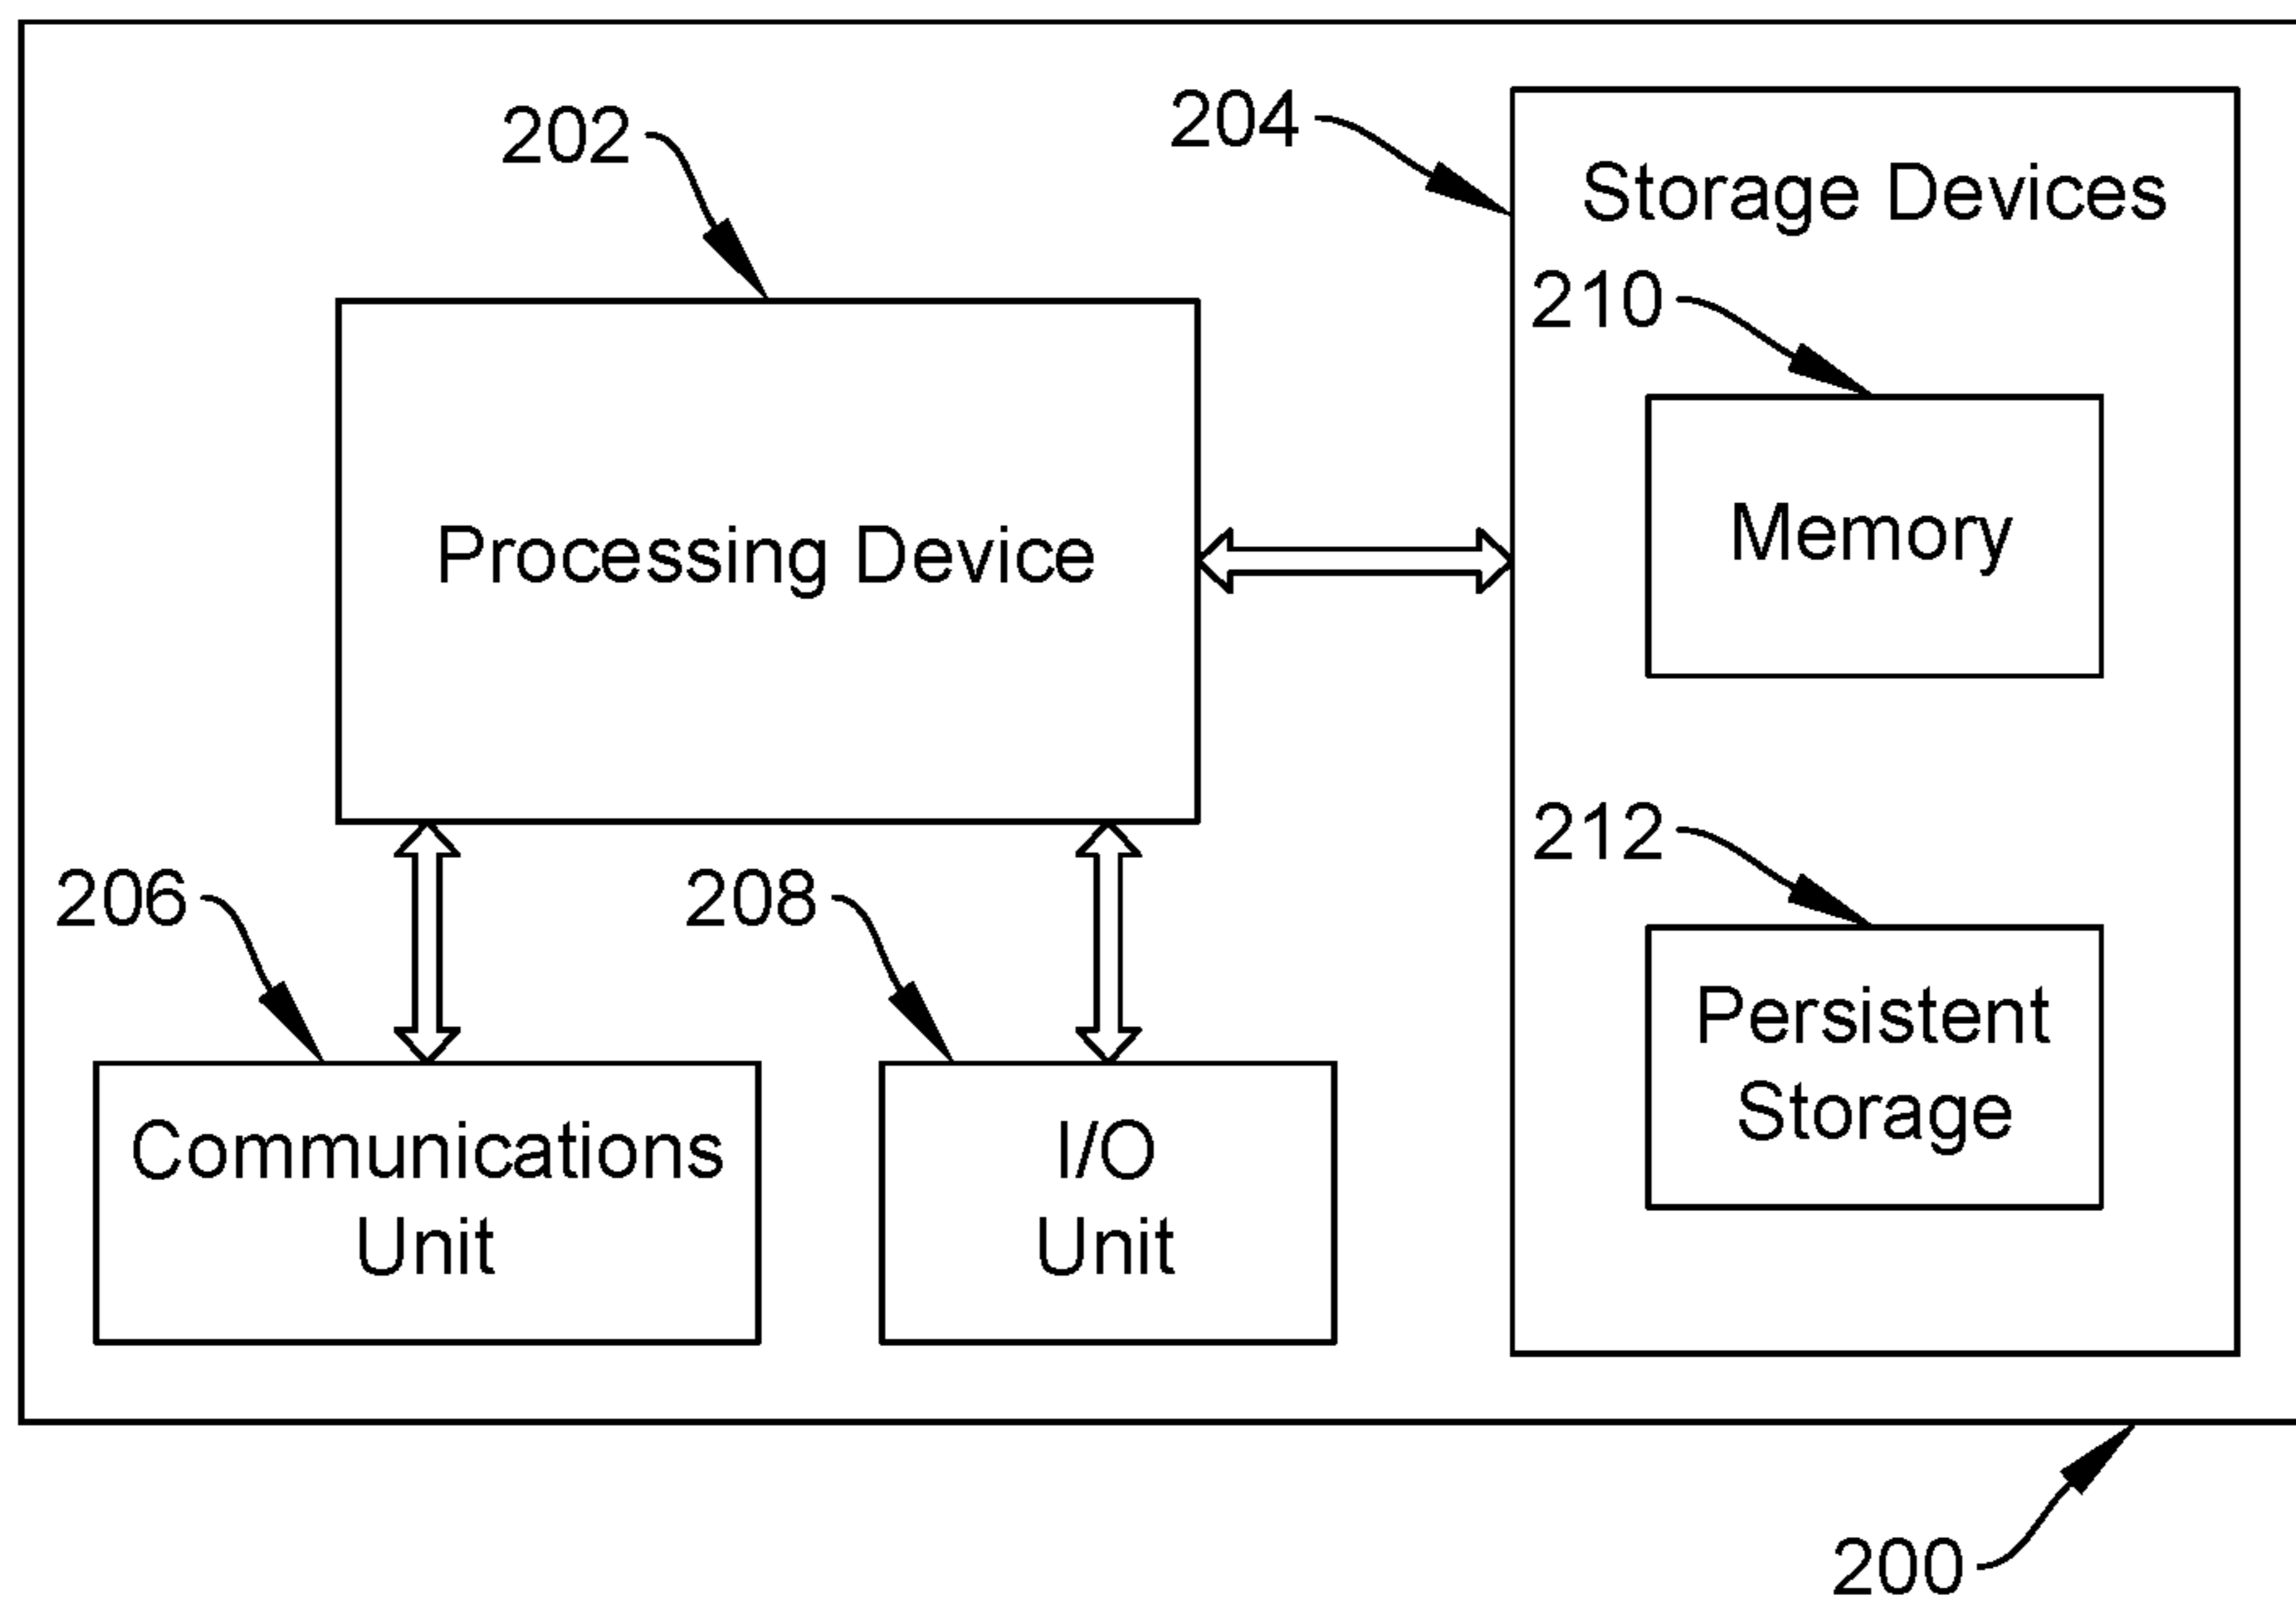 202
204
Storage Devices
210
Processing Device
Memory
206
208
212
Persistent
Storage
Communications
Unit
I/O
Unit
200